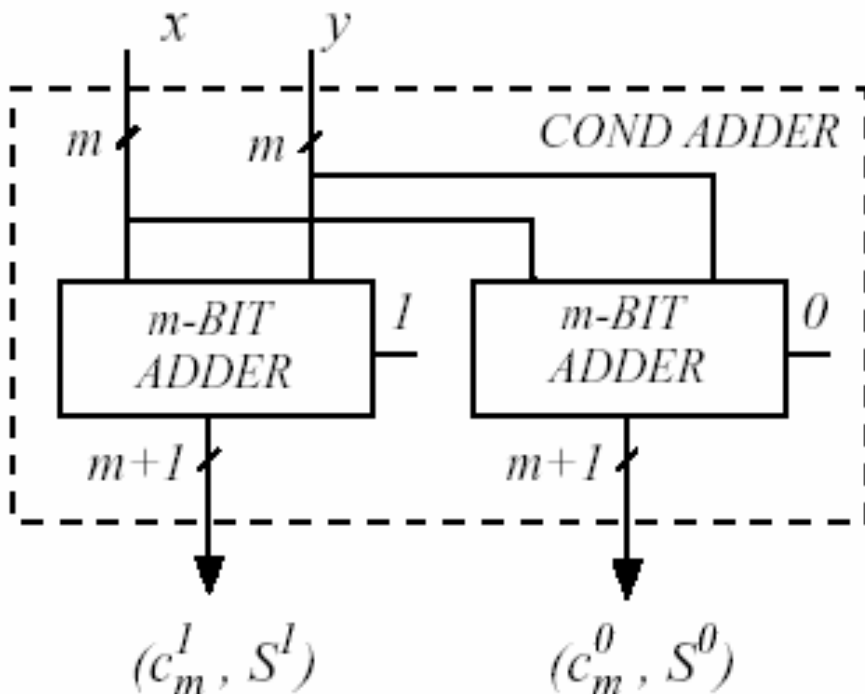 x y
COND ADDER
m m
m-BIT ADDER 1
m-BIT ADDER 0
m+1 m+1
(c_m^1, S^1) (c_m^0, S^0)